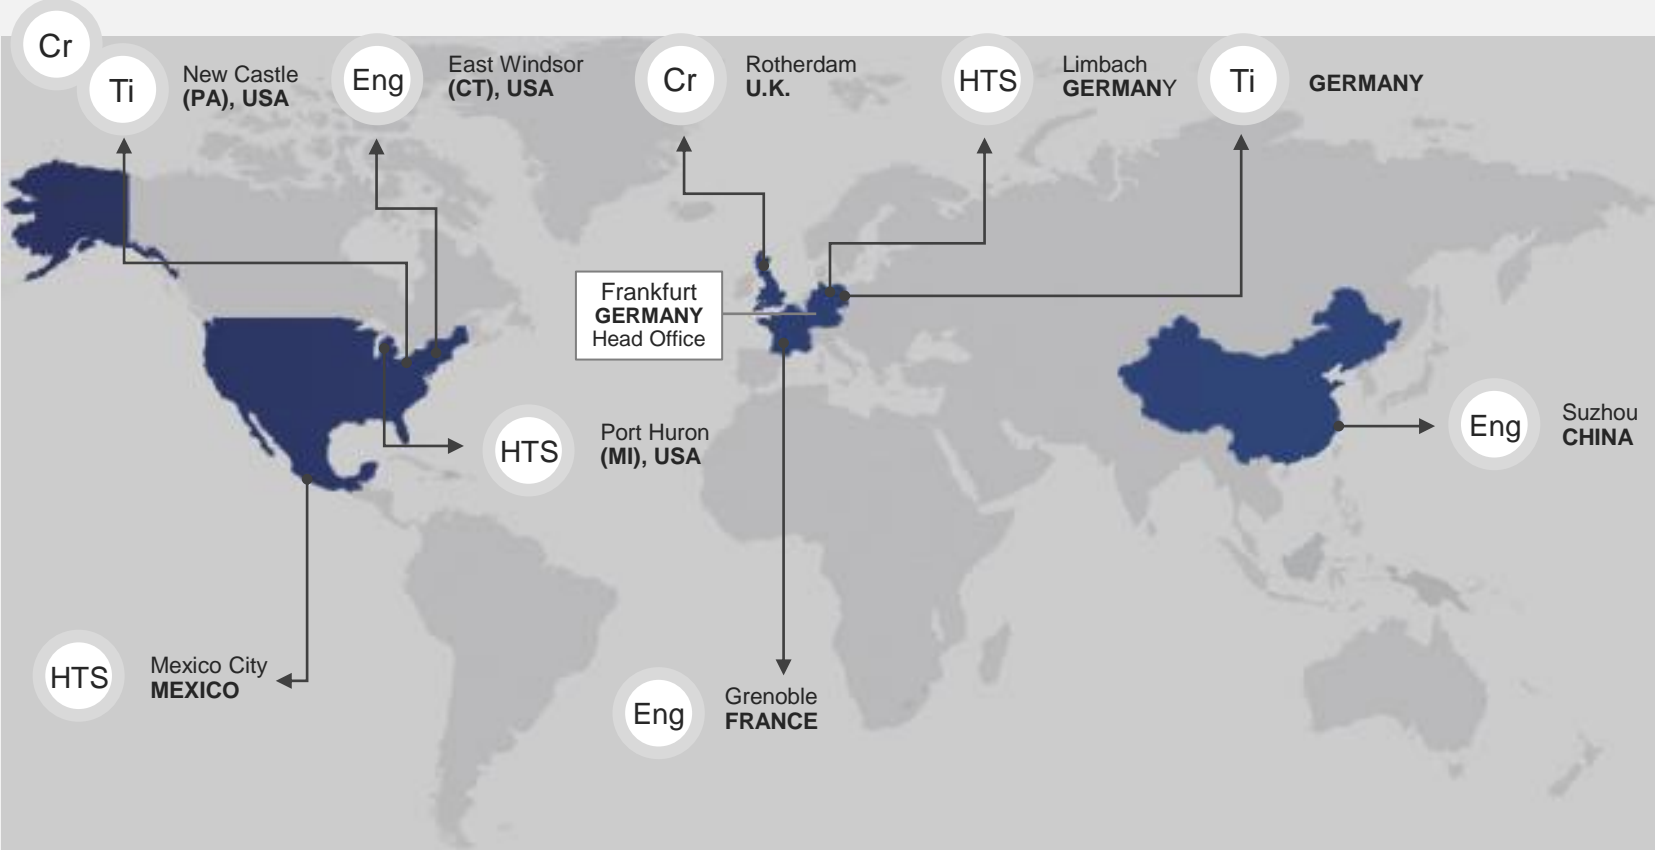 Cr
Ti
New Castle
(PA), USA
Eng
East Windsor
(CT), USA
Cr
Rotherdam
U.K.
HTS
Limbach
GERMANY
Ti
GERMANY
Frankfurt
GERMANY
Head Office
HTS
Port Huron
(MI), USA
Eng
Suzhou
CHINA
HTS
Mexico City
MEXICO
Eng
Grenoble
FRANCE